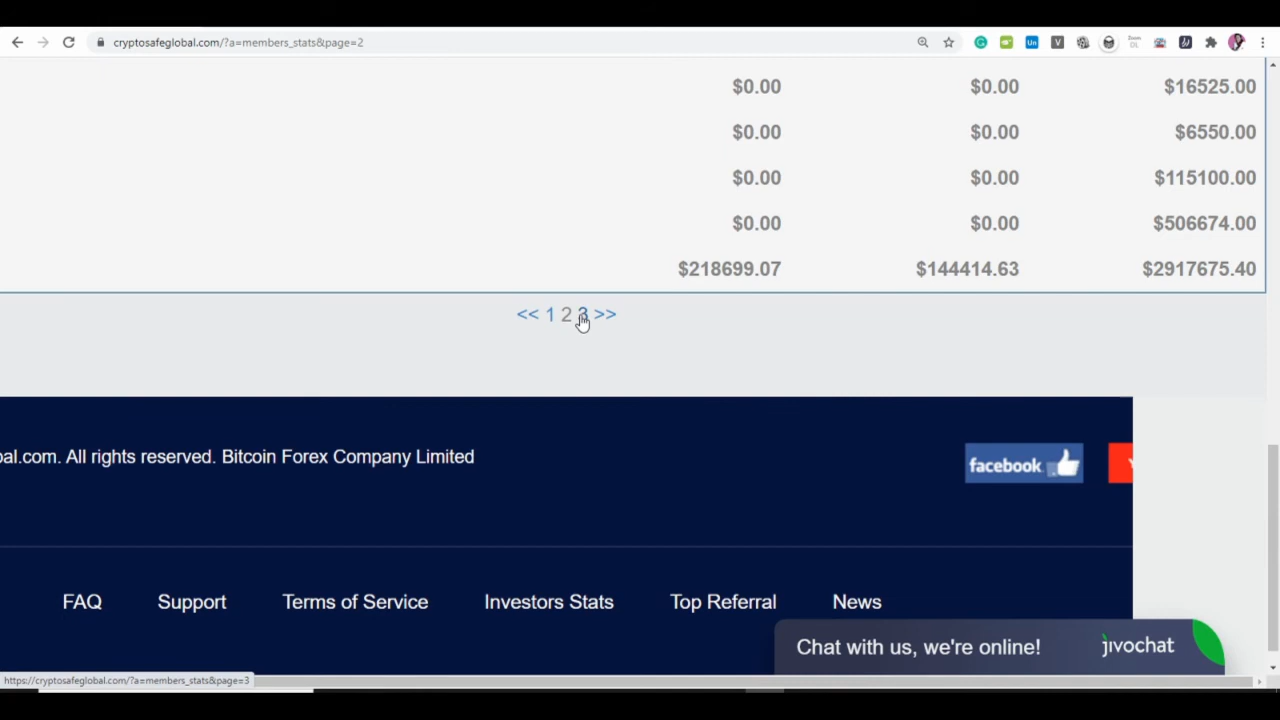 cryptosafeglobal.com/?a=members_stats&page=2
$0.00 $0.00 $16525.00
$0.00 $0.00 $6550.00
$0.00 $0.00 $115100.00
$0.00 $0.00 $506674.00
$218699.07 $144414.63 $2917675.40
<< 1 2 3 >>
al.com. All rights reserved. Bitcoin Forex Company Limited
facebook
FAQ Support Terms of Service Investors Stats Top Referral News
Chat with us, we're online! jivochat
https://cryptosafeglobal.com/?a=members_stats&page=3